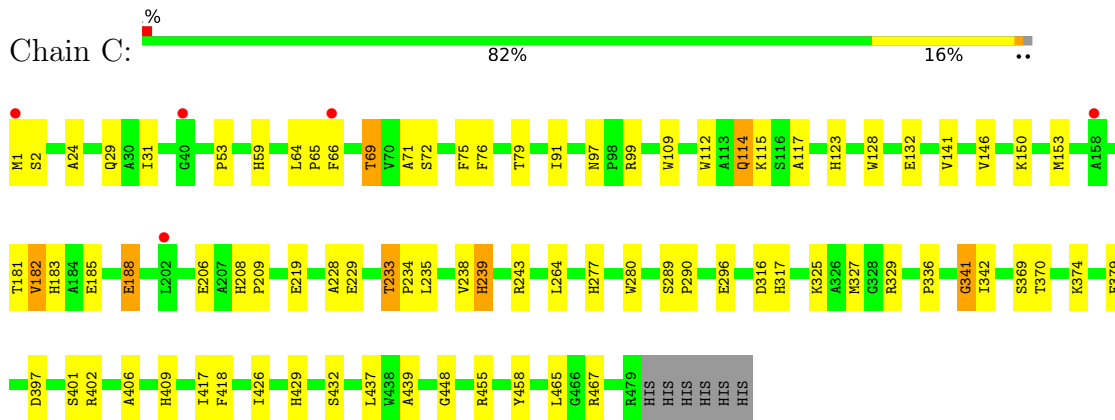 .%
Chain C:
82% 16% ••
M1 S2 A24 Q29 A30 I31 G40 P53 H59 L64 P65 F66 T69 V70 A71 S72 F75 F76 T79 I91 N97 P98 R99 W109 W112 A113 Q114 K115 S116 A117 H123 W128 E132 V141 V146 K150 M153 A158
T181 V182 H183 A184 E185 E188 L202 E206 A207 H208 P209 E219 A228 E229 T233 P234 L235 V238 H239 R243 L264 H277 W280 S289 P290 E296 D316 H317 K325 A326 M327 G328 R329 P336 G341 I342 S369 T370 K374
D397 S401 R402 A406 H409 I417 F418 I426 H429 S432 L437 W438 A439 G448 R455 Y458 L465 G466 R467 R479 HIS HIS HIS HIS HIS HIS